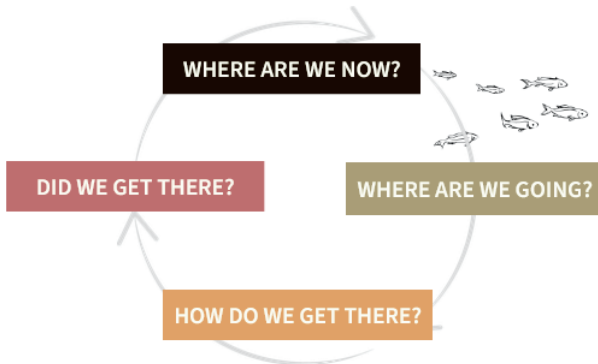 WHERE ARE WE NOW?
WHERE ARE WE GOING?
HOW DO WE GET THERE?
DID WE GET THERE?